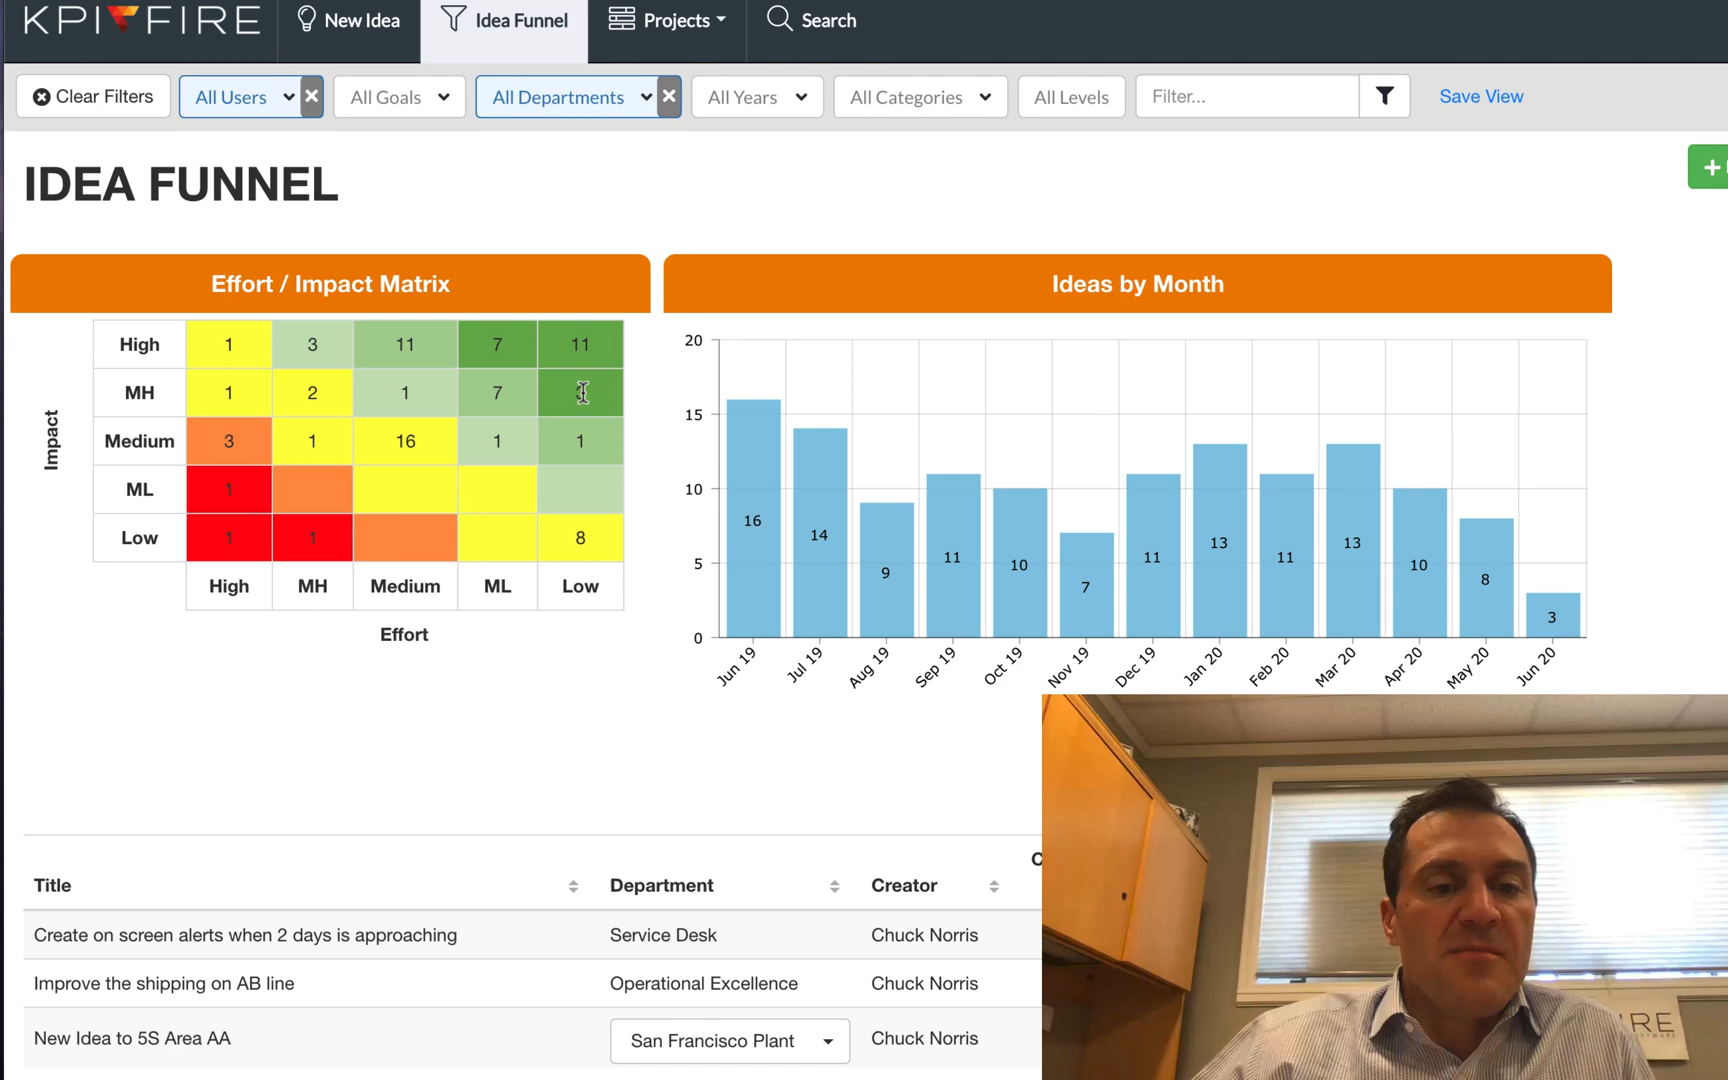 KPI FIRE
New Idea
Idea Funnel
Projects
Search
Clear Filters
All Users
All Goals
All Departments
All Years
All Categories
All Levels
Filter...
Save View
IDEA FUNNEL
Effort / Impact Matrix
Impact
High 1 3 11 7 11
MH 1 2 1 7
Medium 3 1 16 1 1
ML 1
Low 1 1 8
High MH Medium ML Low
Effort
Ideas by Month
20
15
10
5
0
16 14 9 11 10 7 11 13 11 13 10 8 3
Jun 19 Jul 19 Aug 19 Sep 19 Oct 19 Nov 19 Dec 19 Jan 20 Feb 20 Mar 20 Apr 20 May 20 Jun 20
Title Department Creator
Create on screen alerts when 2 days is approaching Service Desk Chuck Norris
Improve the shipping on AB line Operational Excellence Chuck Norris
New Idea to 5S Area AA San Francisco Plant Chuck Norris